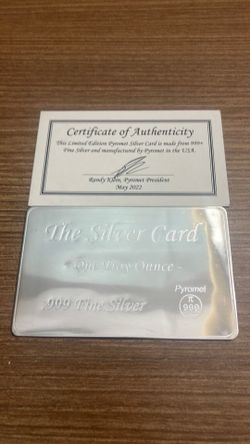 Certificate of Authenticity
This Limited Edition Pyromet Silver Card is made from 999+
Fine Silver and manufactured by Pyromet in the USA.
Randy Klein, Pyromet President
May 2022
The Silver Card
- One Troy Ounce -
.999 Fine Silver
Pyromet
999